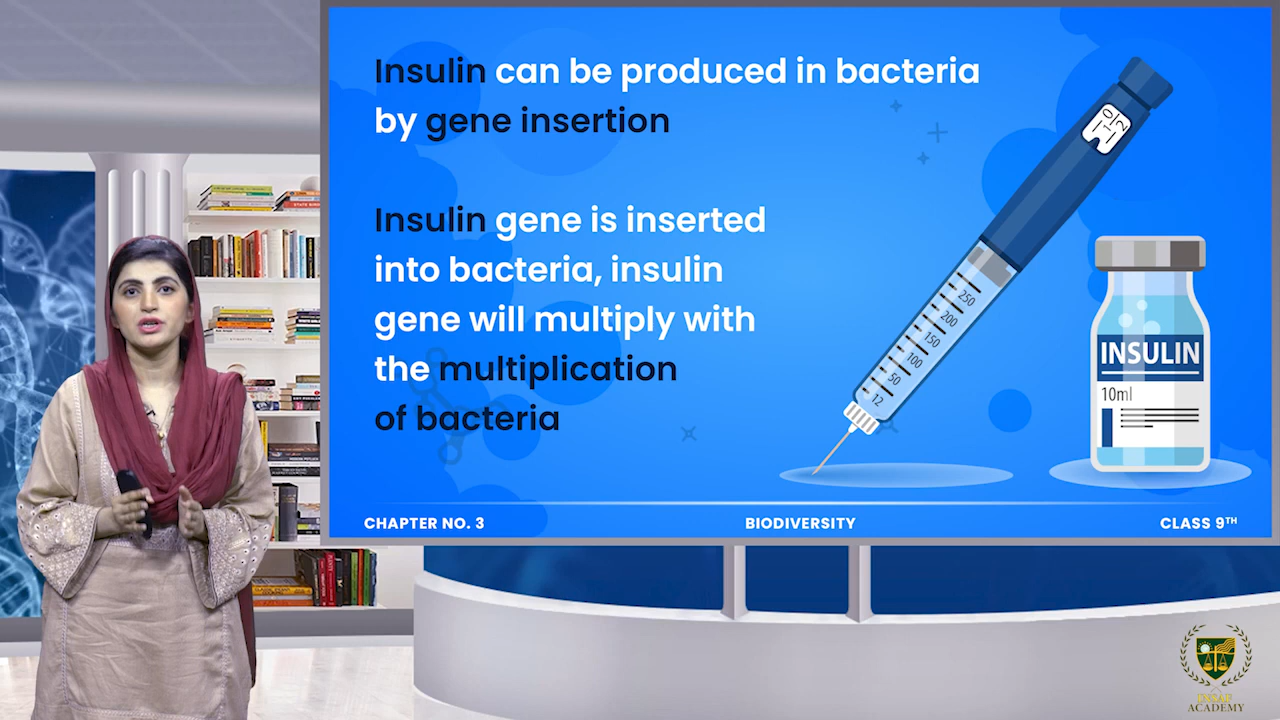 Insulin can be produced in bacteria
by gene insertion
Insulin gene is inserted
into bacteria, insulin
gene will multiply with
the multiplication
of bacteria
250
200
150
100
50
12
INSULIN
10ml
CHAPTER NO. 3
BIODIVERSITY
CLASS 9TH
INSAF
ACADEMY